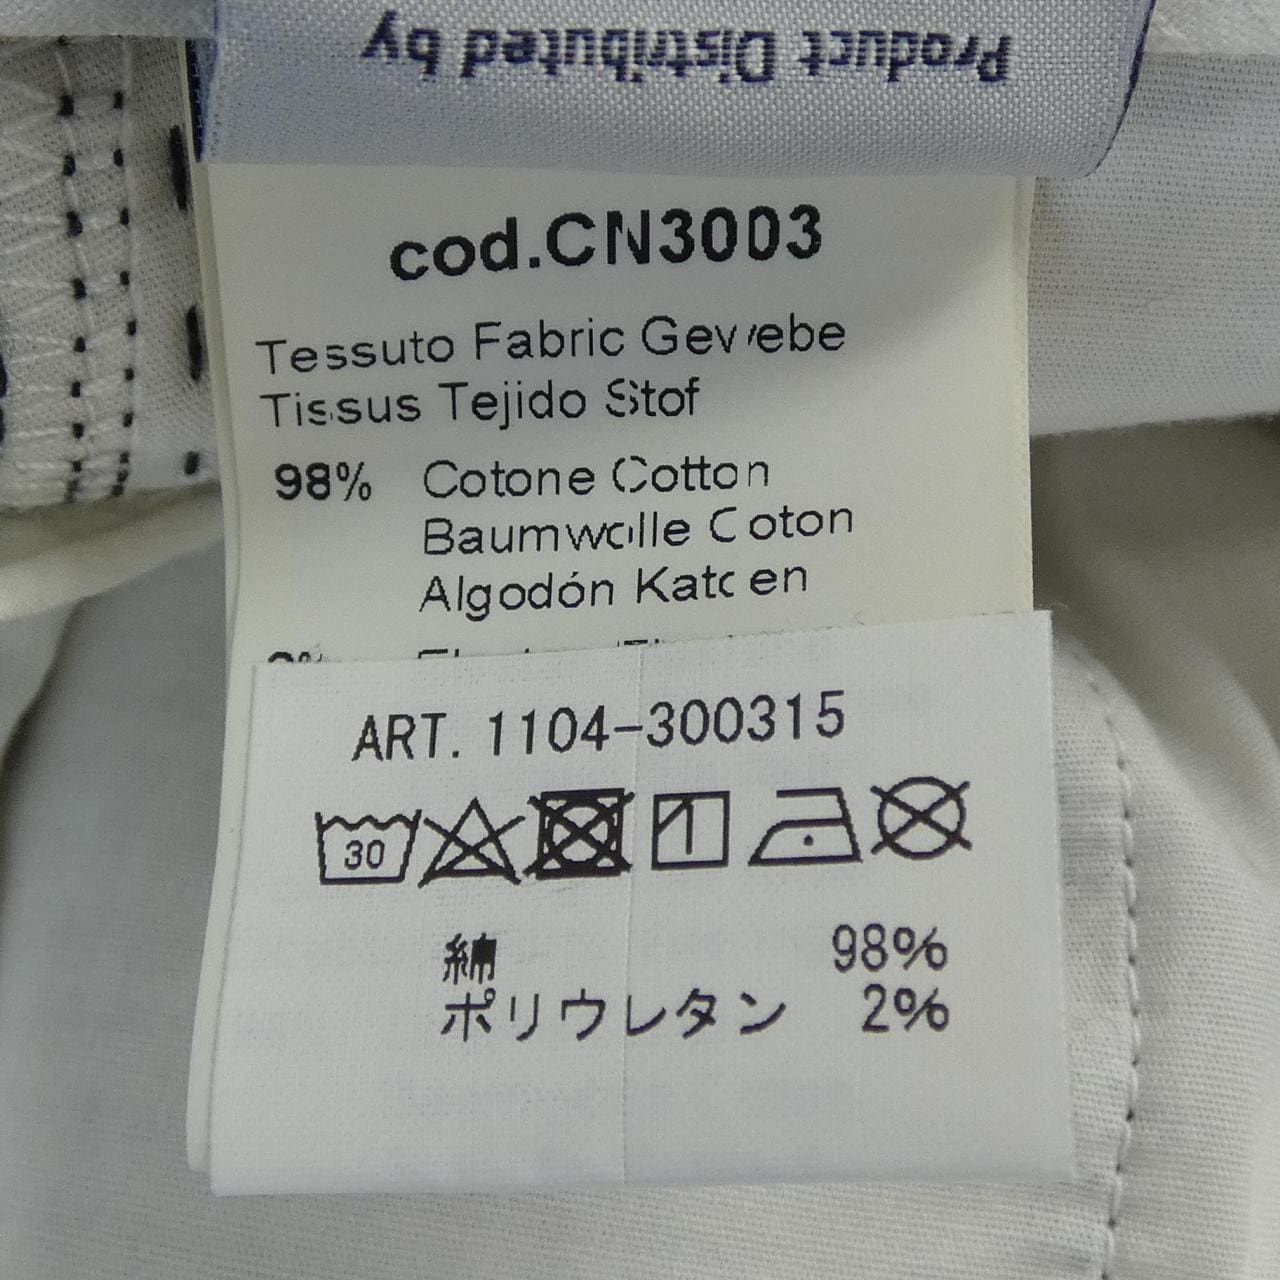 Product Distributed by
cod.CN3003
Tessuto Fabric Gewebe
Tissus Tejido Stof
98% Cotone Cotton
Baumwolle Coton
Algodón Katoen
ART. 1104-300315
30
綿 98%
ポリウレタン 2%